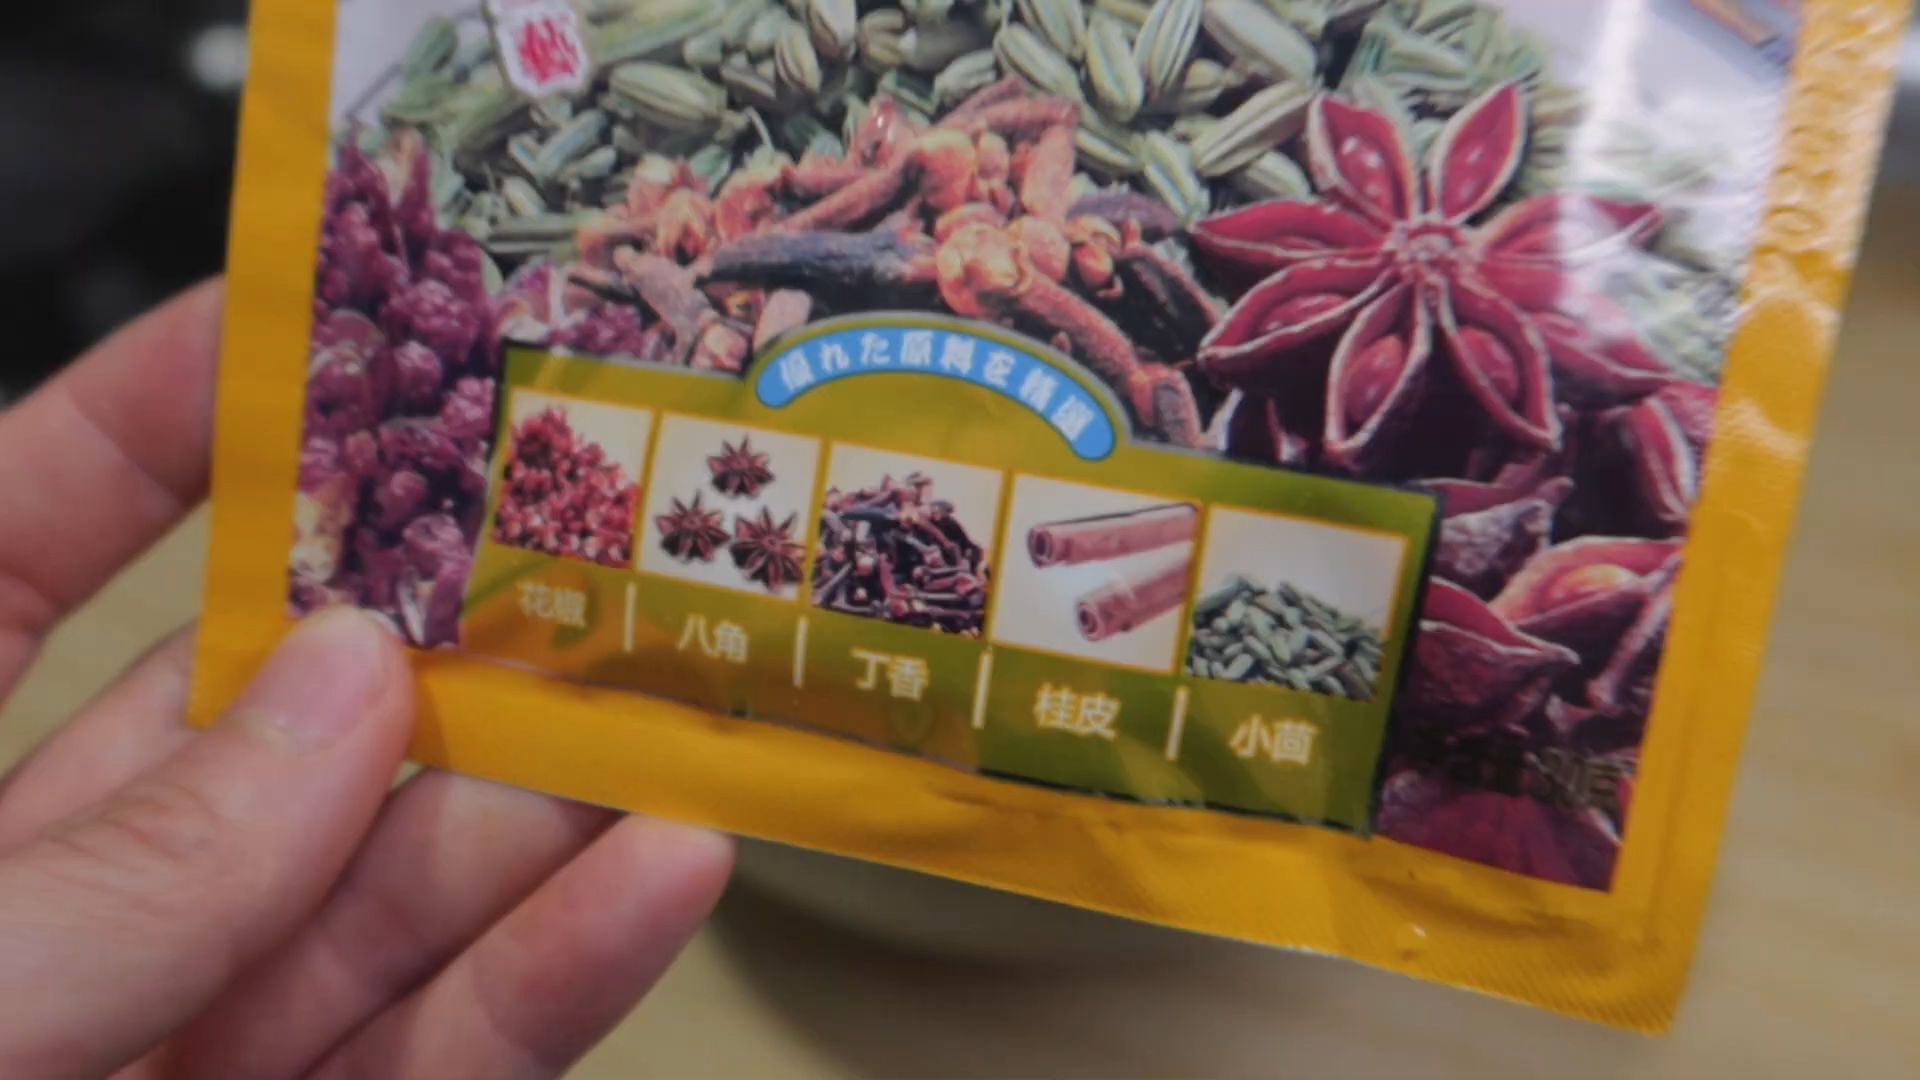 優れた原料を精選
花椒
八角
丁香
桂皮
小茴